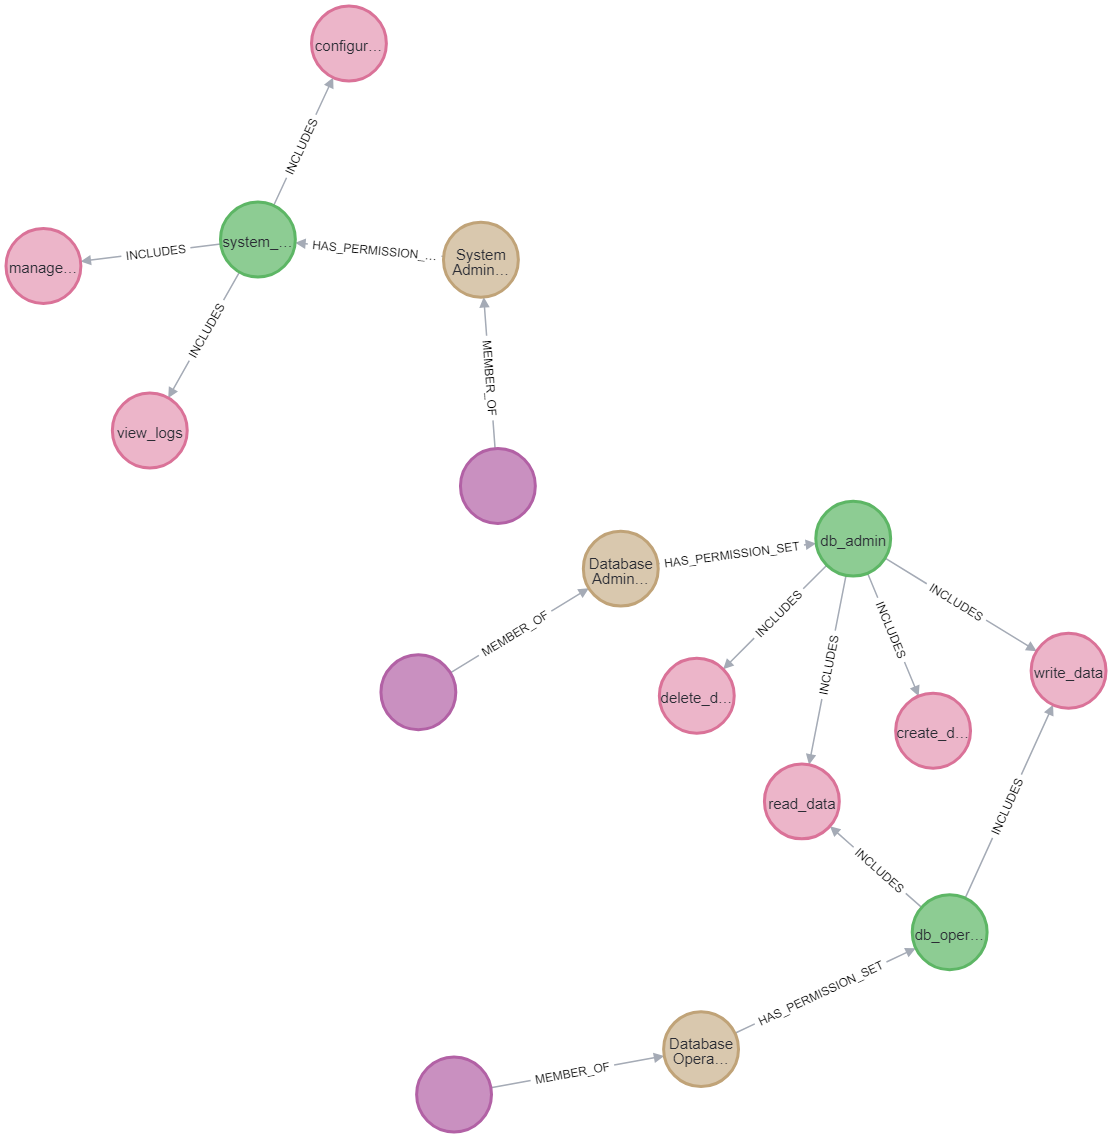 configur...
INCLUDES
system_...
HAS_PERMISSION_...
System
Admin...
INCLUDES
manage...
INCLUDES
view_logs
MEMBER_OF
db_admin
HAS_PERMISSION_SET
Database
Admin...
MEMBER_OF
INCLUDES
INCLUDES
INCLUDES
INCLUDES
write_data
delete_d...
create_d...
read_data
INCLUDES
INCLUDES
db_oper...
HAS_PERMISSION_SET
Database
Opera...
MEMBER_OF